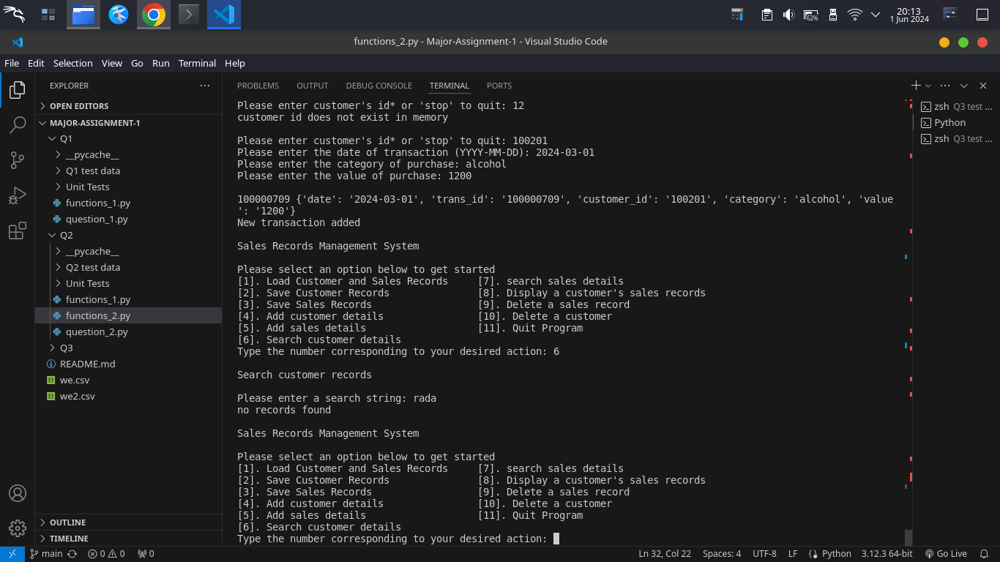 62%
20:13
1 Jun 2024
functions_2.py - Major-Assignment-1 - Visual Studio Code
File Edit Selection View Go Run Terminal Help
EXPLORER
OPEN EDITORS
MAJOR-ASSIGNMENT-1
Q1
__pycache__
Q1 test data
Unit Tests
functions_1.py
question_1.py
Q2
__pycache__
Q2 test data
Unit Tests
functions_1.py
functions_2.py
question_2.py
Q3
README.md
we.csv
we2.csv
OUTLINE
TIMELINE
PROBLEMS OUTPUT DEBUG CONSOLE TERMINAL PORTS
Please enter customer's id* or 'stop' to quit: 12
customer id does not exist in memory
Please enter customer's id* or 'stop' to quit: 100201
Please enter the date of transaction (YYYY-MM-DD): 2024-03-01
Please enter the category of purchase: alcohol
Please enter the value of purchase: 1200
100000709 {'date': '2024-03-01', 'trans_id': '100000709', 'customer_id': '100201', 'category': 'alcohol', 'value
': '1200'}
New transaction added
Sales Records Management System
Please select an option below to get started
[1]. Load Customer and Sales Records [7]. search sales details
[2]. Save Customer Records [8]. Display a customer's sales records
[3]. Save Sales Records [9]. Delete a sales record
[4]. Add customer details [10]. Delete a customer
[5]. Add sales details [11]. Quit Program
[6]. Search customer details
Type the number corresponding to your desired action: 6
Search customer records
Please enter a search string: rada
no records found
Sales Records Management System
Please select an option below to get started
[1]. Load Customer and Sales Records [7]. search sales details
[2]. Save Customer Records [8]. Display a customer's sales records
[3]. Save Sales Records [9]. Delete a sales record
[4]. Add customer details [10]. Delete a customer
[5]. Add sales details [11]. Quit Program
[6]. Search customer details
Type the number corresponding to your desired action:
zsh Q3 test ...
Python
zsh Q3 test ...
main 0 0 0 Ln 32, Col 22 Spaces: 4 UTF-8 LF Python 3.12.3 64-bit Go Live